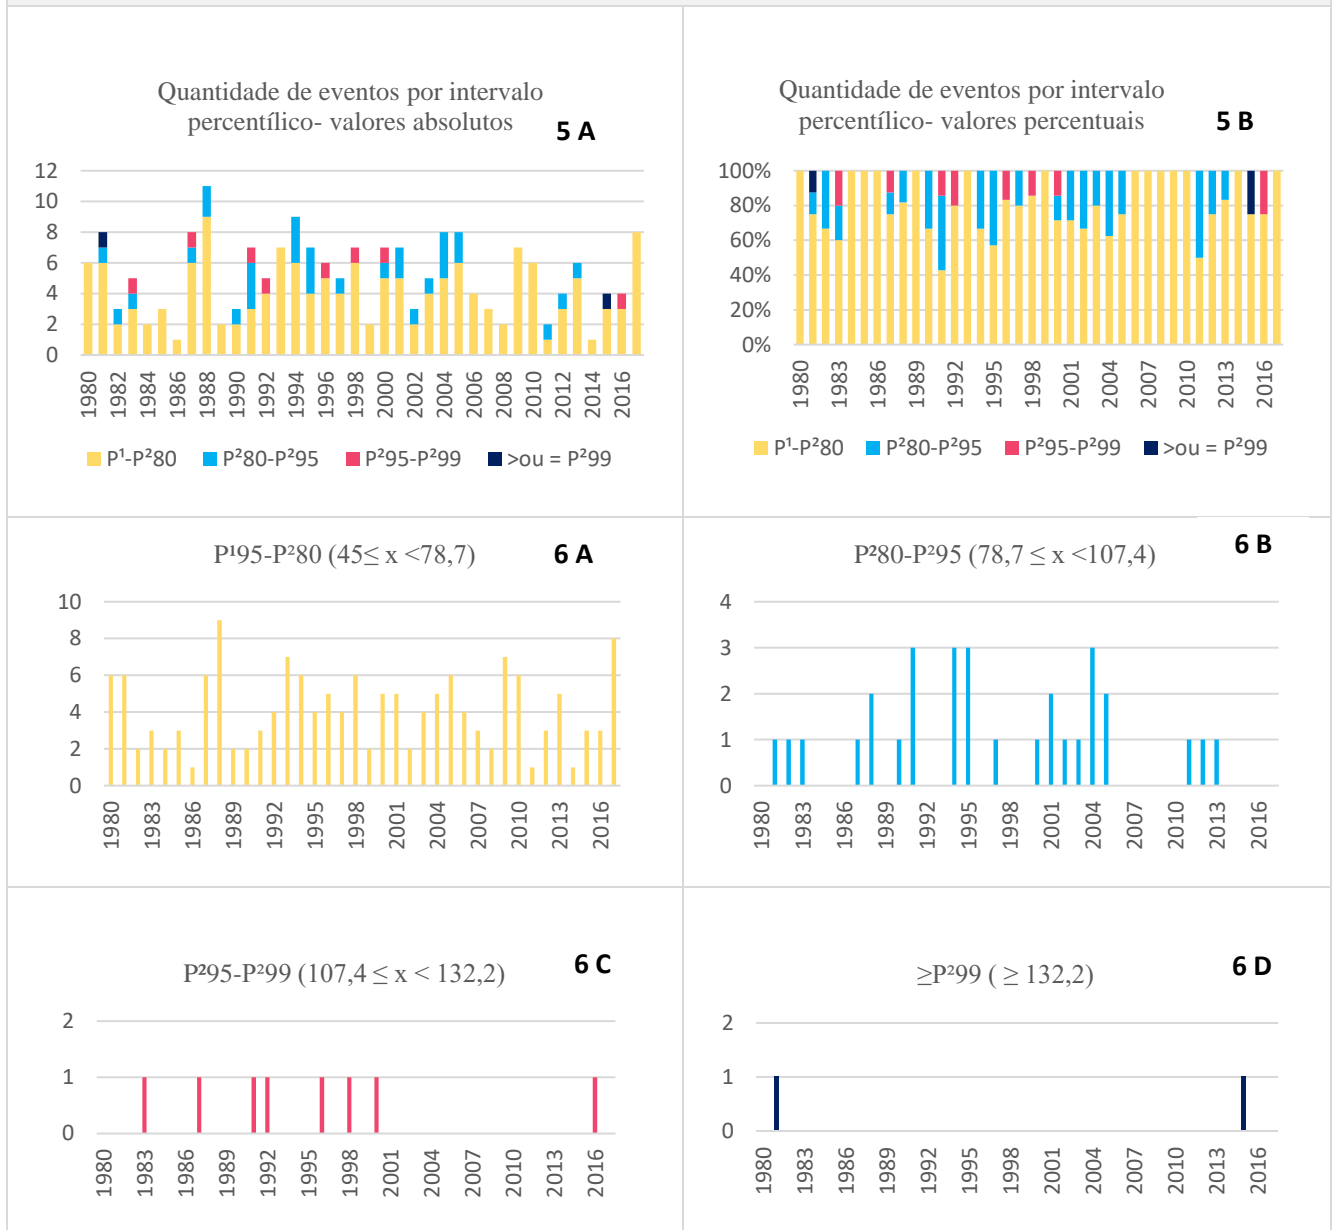 Quantidade de eventos por intervalo
percentílico- valores absolutos
5 A
12
10
8
6
4
2
0
1980 1982 1984 1986 1988 1990 1992 1994 1996 1998 2000 2002 2004 2006 2008 2010 2012 2014 2016
P¹-P²80 P²80-P²95 P²95-P²99 >ou = P²99
Quantidade de eventos por intervalo
percentílico- valores percentuais
5 B
100%
80%
60%
40%
20%
0%
1980 1983 1986 1989 1992 1995 1998 2001 2004 2007 2010 2013 2016
P¹-P²80 P²80-P²95 P²95-P²99 >ou = P²99
P¹95-P²80 (45≤ x <78,7)
6 A
10
8
6
4
2
0
1980 1983 1986 1989 1992 1995 1998 2001 2004 2007 2010 2013 2016
P²80-P²95 (78,7 ≤ x <107,4)
6 B
4
3
2
1
0
1980 1983 1986 1989 1992 1995 1998 2001 2004 2007 2010 2013 2016
P²95-P²99 (107,4 ≤ x < 132,2)
6 C
2
1
0
1980 1983 1986 1989 1992 1995 1998 2001 2004 2007 2010 2013 2016
≥P²99 ( ≥ 132,2)
6 D
2
1
0
1980 1983 1986 1989 1992 1995 1998 2001 2004 2007 2010 2013 2016